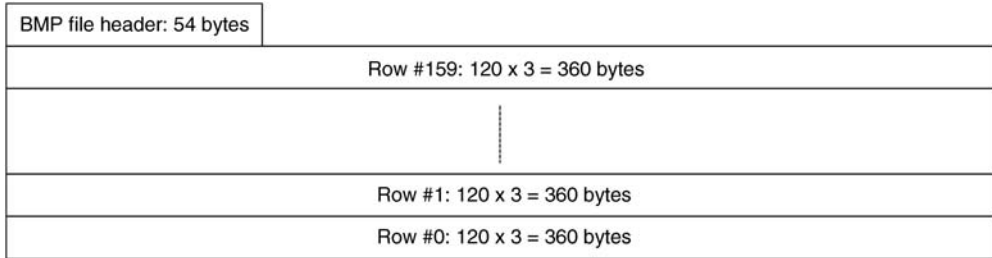 BMP file header: 54 bytes
Row #159: 120 x 3 = 360 bytes
Row #1: 120 x 3 = 360 bytes
Row #0: 120 x 3 = 360 bytes